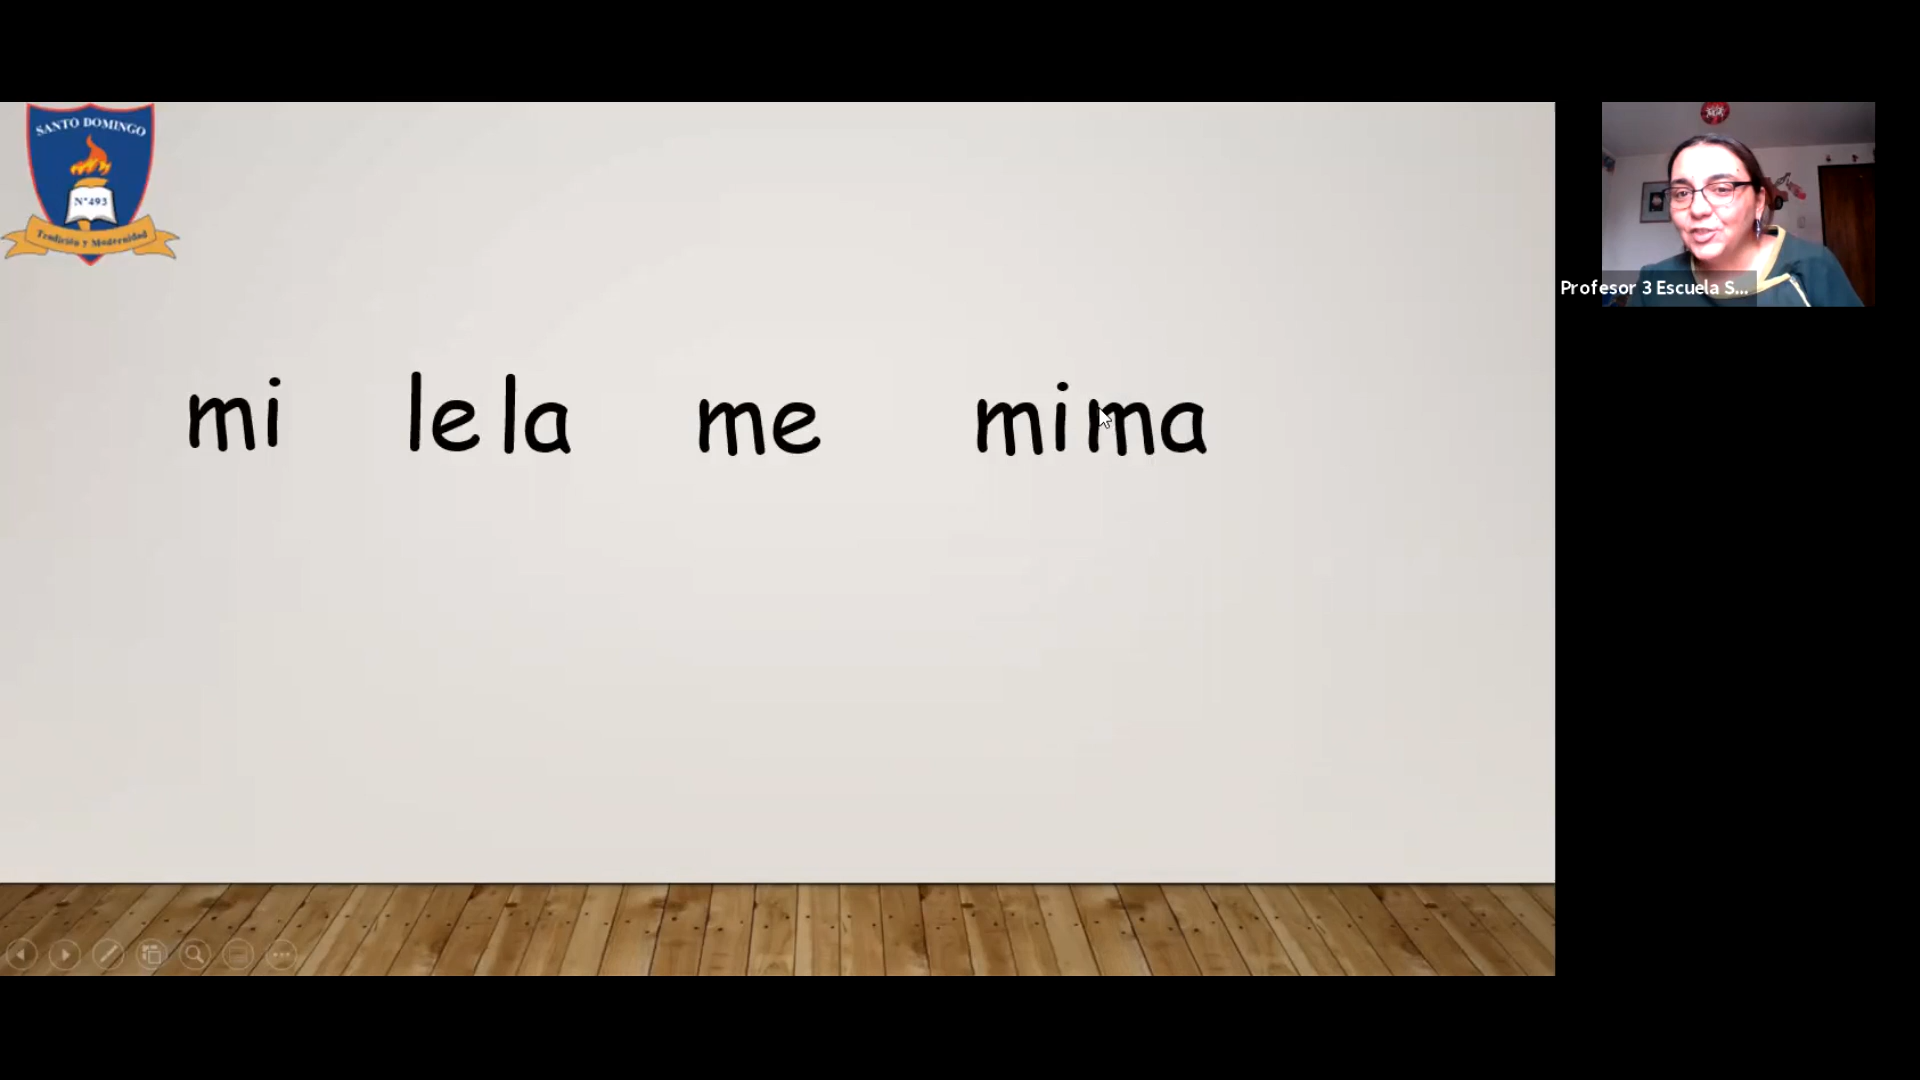 SANTO DOMINGO
N°493
Tradición y Modernidad
mi lela me mima
Profesor 3 Escuela S...